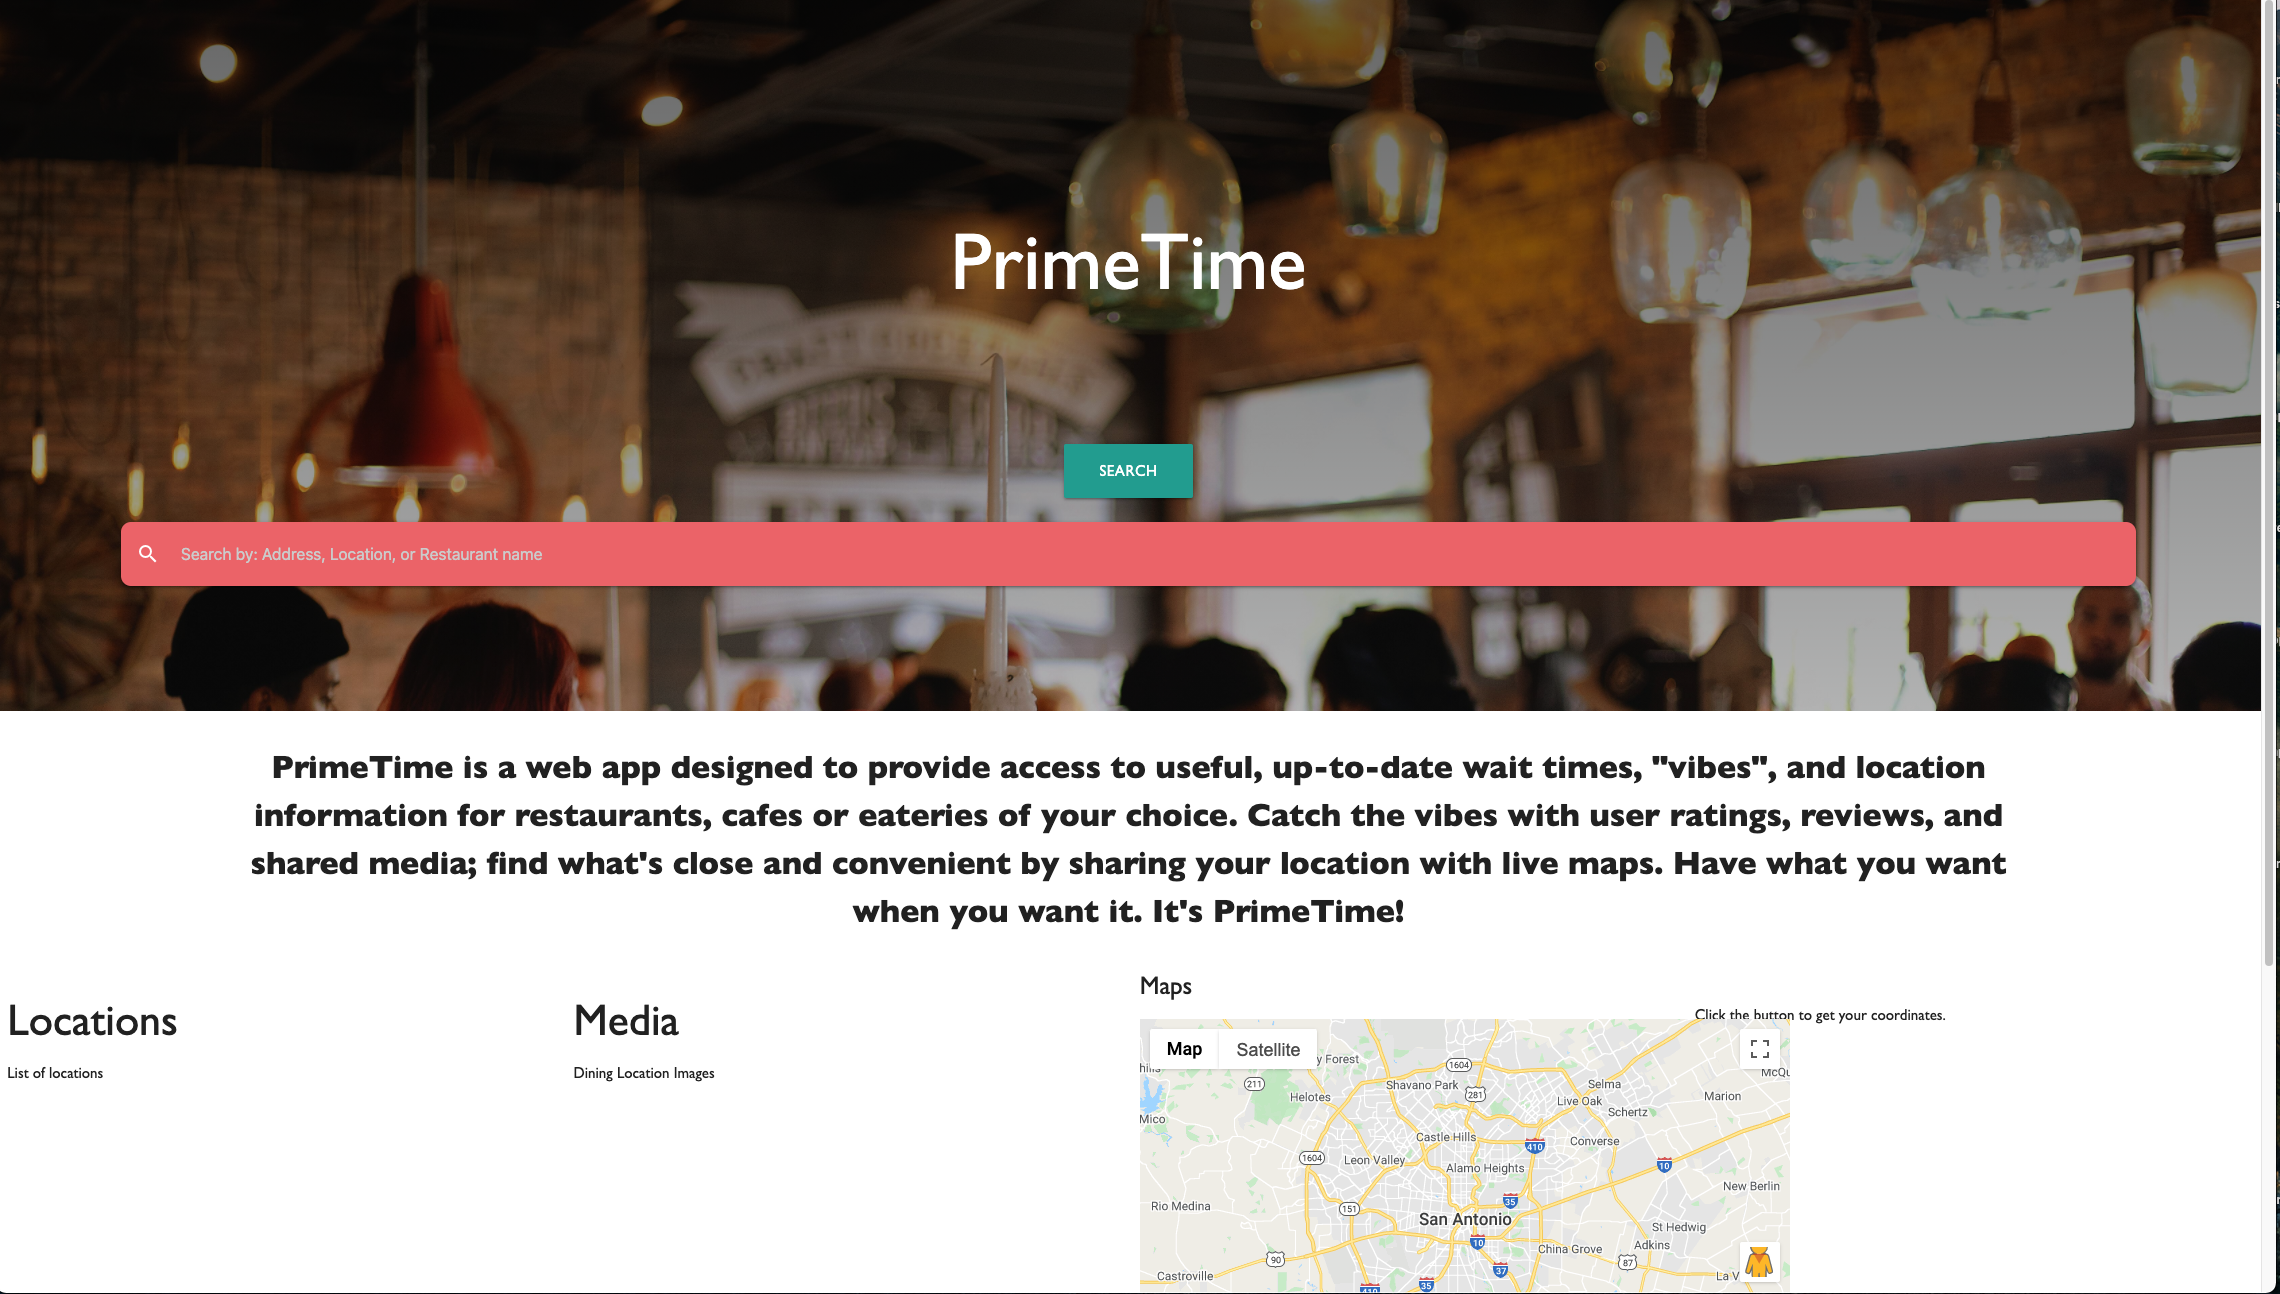 PrimeTime
SEARCH
Search by: Address, Location, or Restaurant name
PrimeTime is a web app designed to provide access to useful, up-to-date wait times, "vibes", and location
information for restaurants, cafes or eateries of your choice. Catch the vibes with user ratings, reviews, and
shared media; find what's close and convenient by sharing your location with live maps. Have what you want
when you want it. It's PrimeTime!
Locations
List of locations
Media
Dining Location Images
Maps
Click the button to get your coordinates.
Map
Satellite
y Forest
1604
Shavano Park
281
Selma
Live Oak
Schertz
Marion
McQu
211
Helotes
Mico
Castle Hills
410
Converse
1604
Leon Valley
Alamo Heights
10
New Berlin
Rio Medina
151
35
San Antonio
St Hedwig
10
China Grove
Adkins
90
87
Castroville
37
35
410
La V